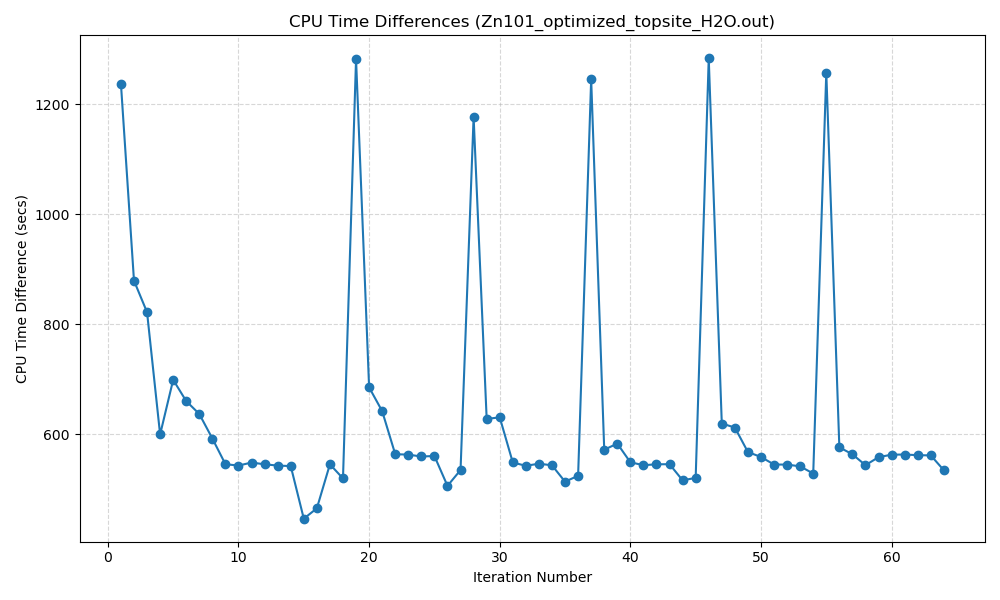 CPU Time Differences (Zn101_optimized_topsite_H2O.out)
CPU Time Difference (secs)
1200
1000
800
600
0 10 20 30 40 50 60
Iteration Number